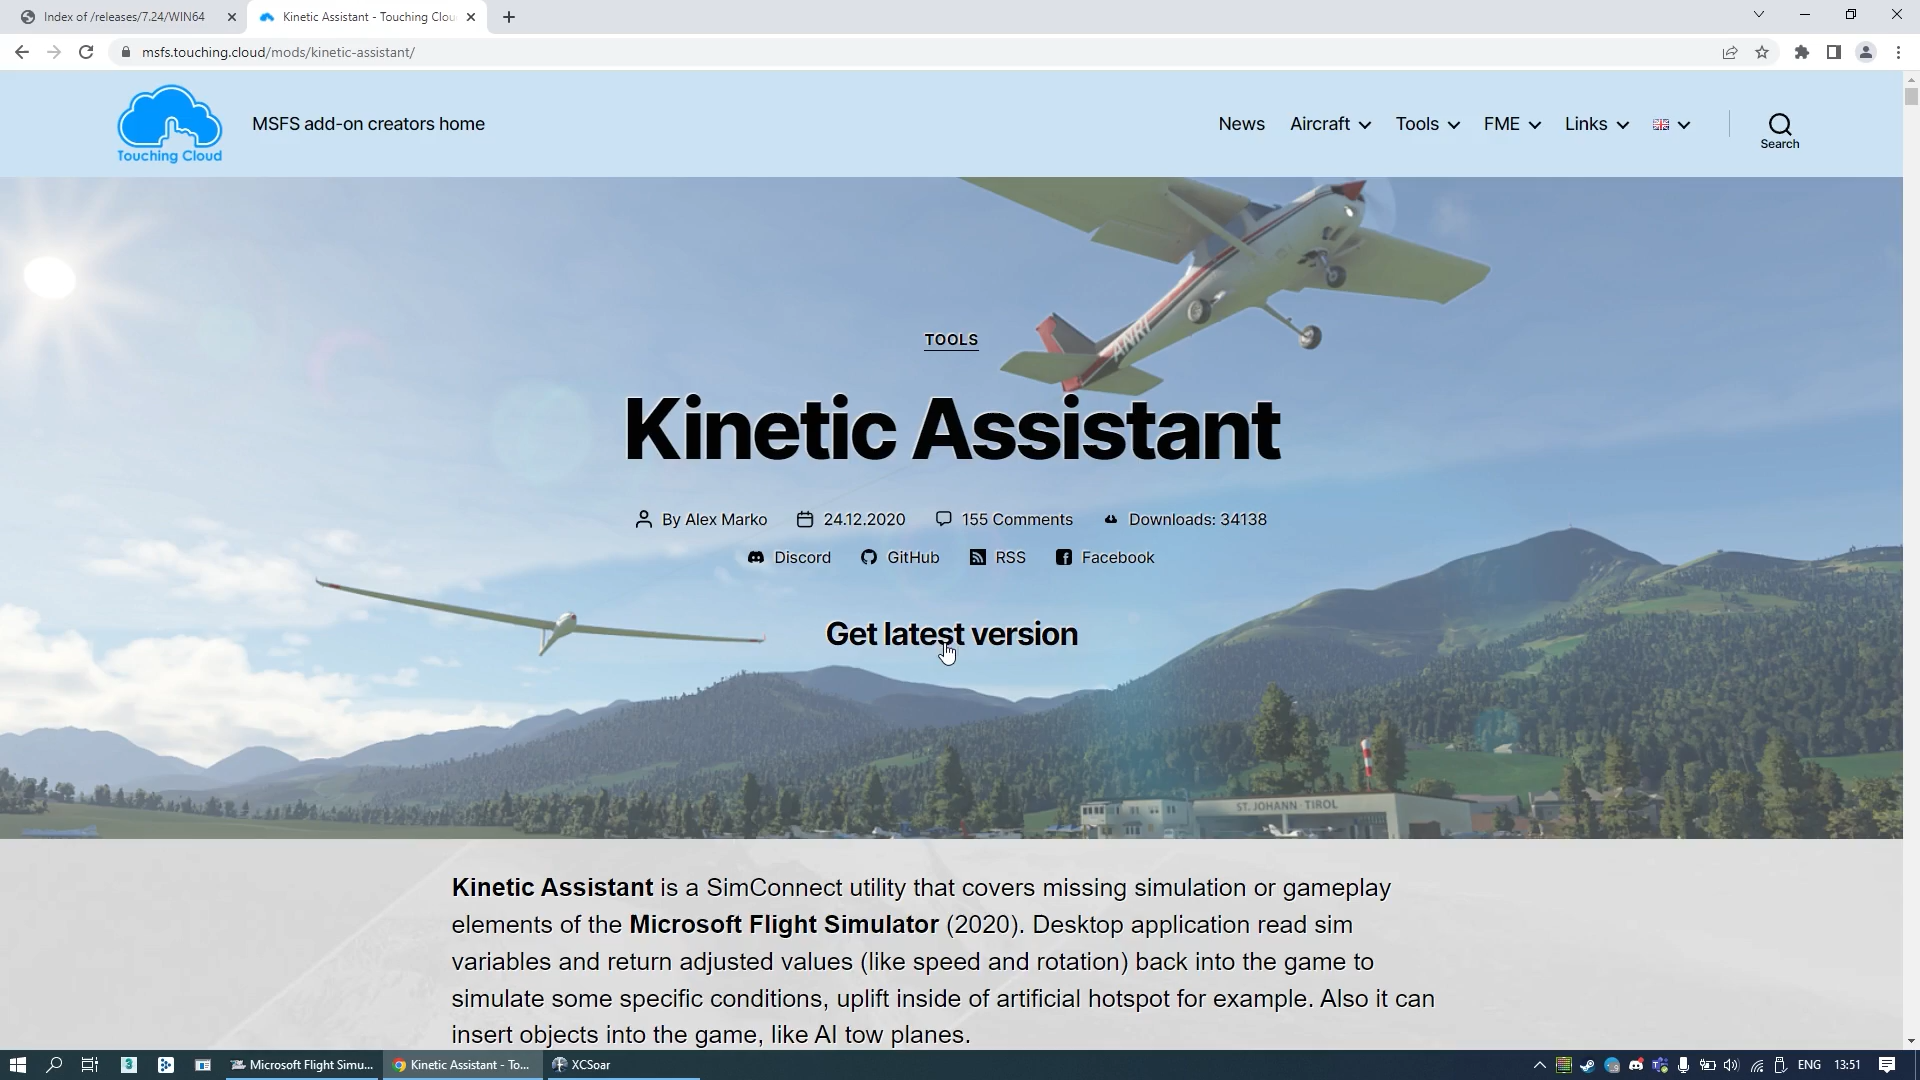 Index of /releases/7.24/WIN64
Kinetic Assistant - Touching Clou
msfs.touching.cloud/mods/kinetic-assistant/
Touching Cloud
MSFS add-on creators home
News
Aircraft
Tools
FME
Links
Search
ANRI
TOOLS
Kinetic Assistant
By Alex Marko
24.12.2020
155 Comments
Downloads: 34138
Discord
GitHub
RSS
Facebook
Get latest version
ST. JOHANN - TIROL
Kinetic Assistant is a SimConnect utility that covers missing simulation or gameplay
elements of the Microsoft Flight Simulator (2020). Desktop application read sim
variables and return adjusted values (like speed and rotation) back into the game to
simulate some specific conditions, uplift inside of artificial hotspot for example. Also it can
insert objects into the game, like AI tow planes.
3
Microsoft Flight Simu...
Kinetic Assistant - To...
XCSoar
ENG
13:51